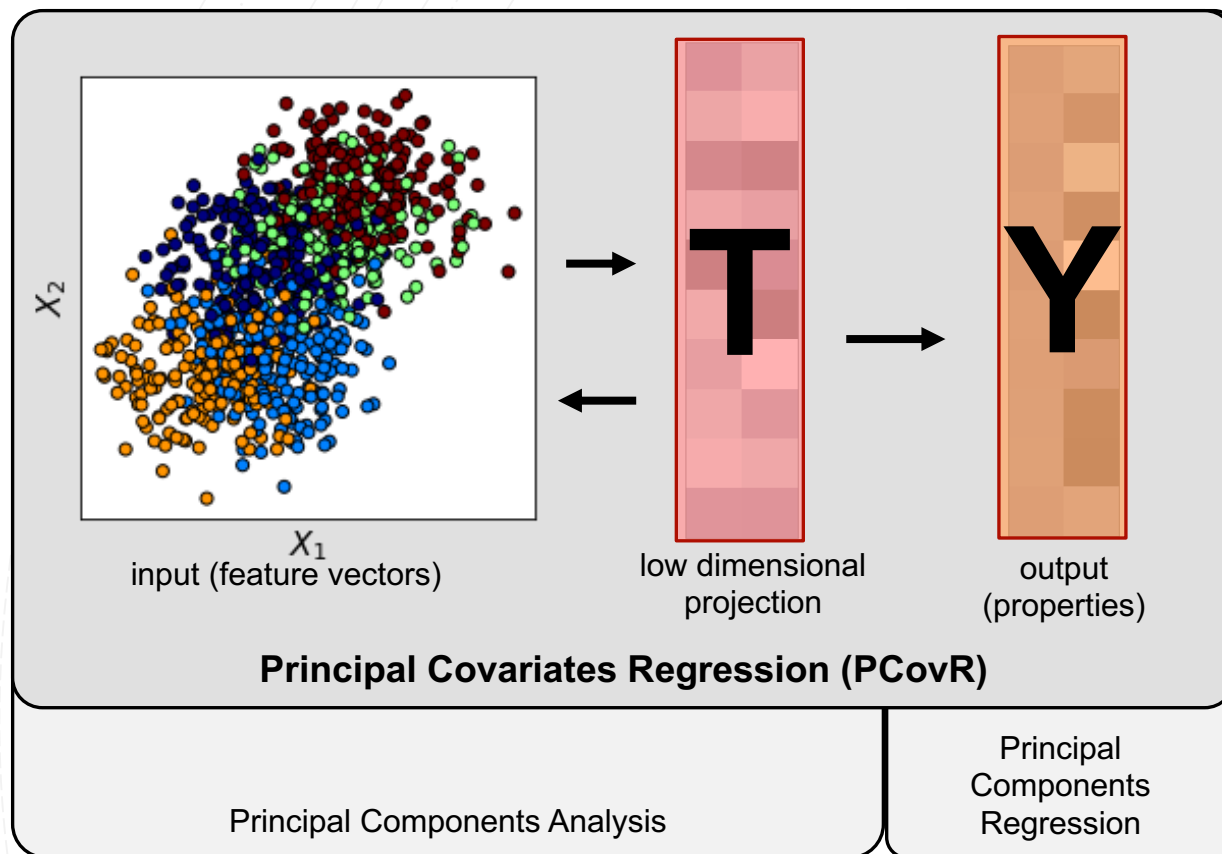 X₂
X₁
input (feature vectors)
T
low dimensional
projection
Y
output
(properties)
Principal Covariates Regression (PCovR)
Principal Components Analysis
Principal
Components
Regression